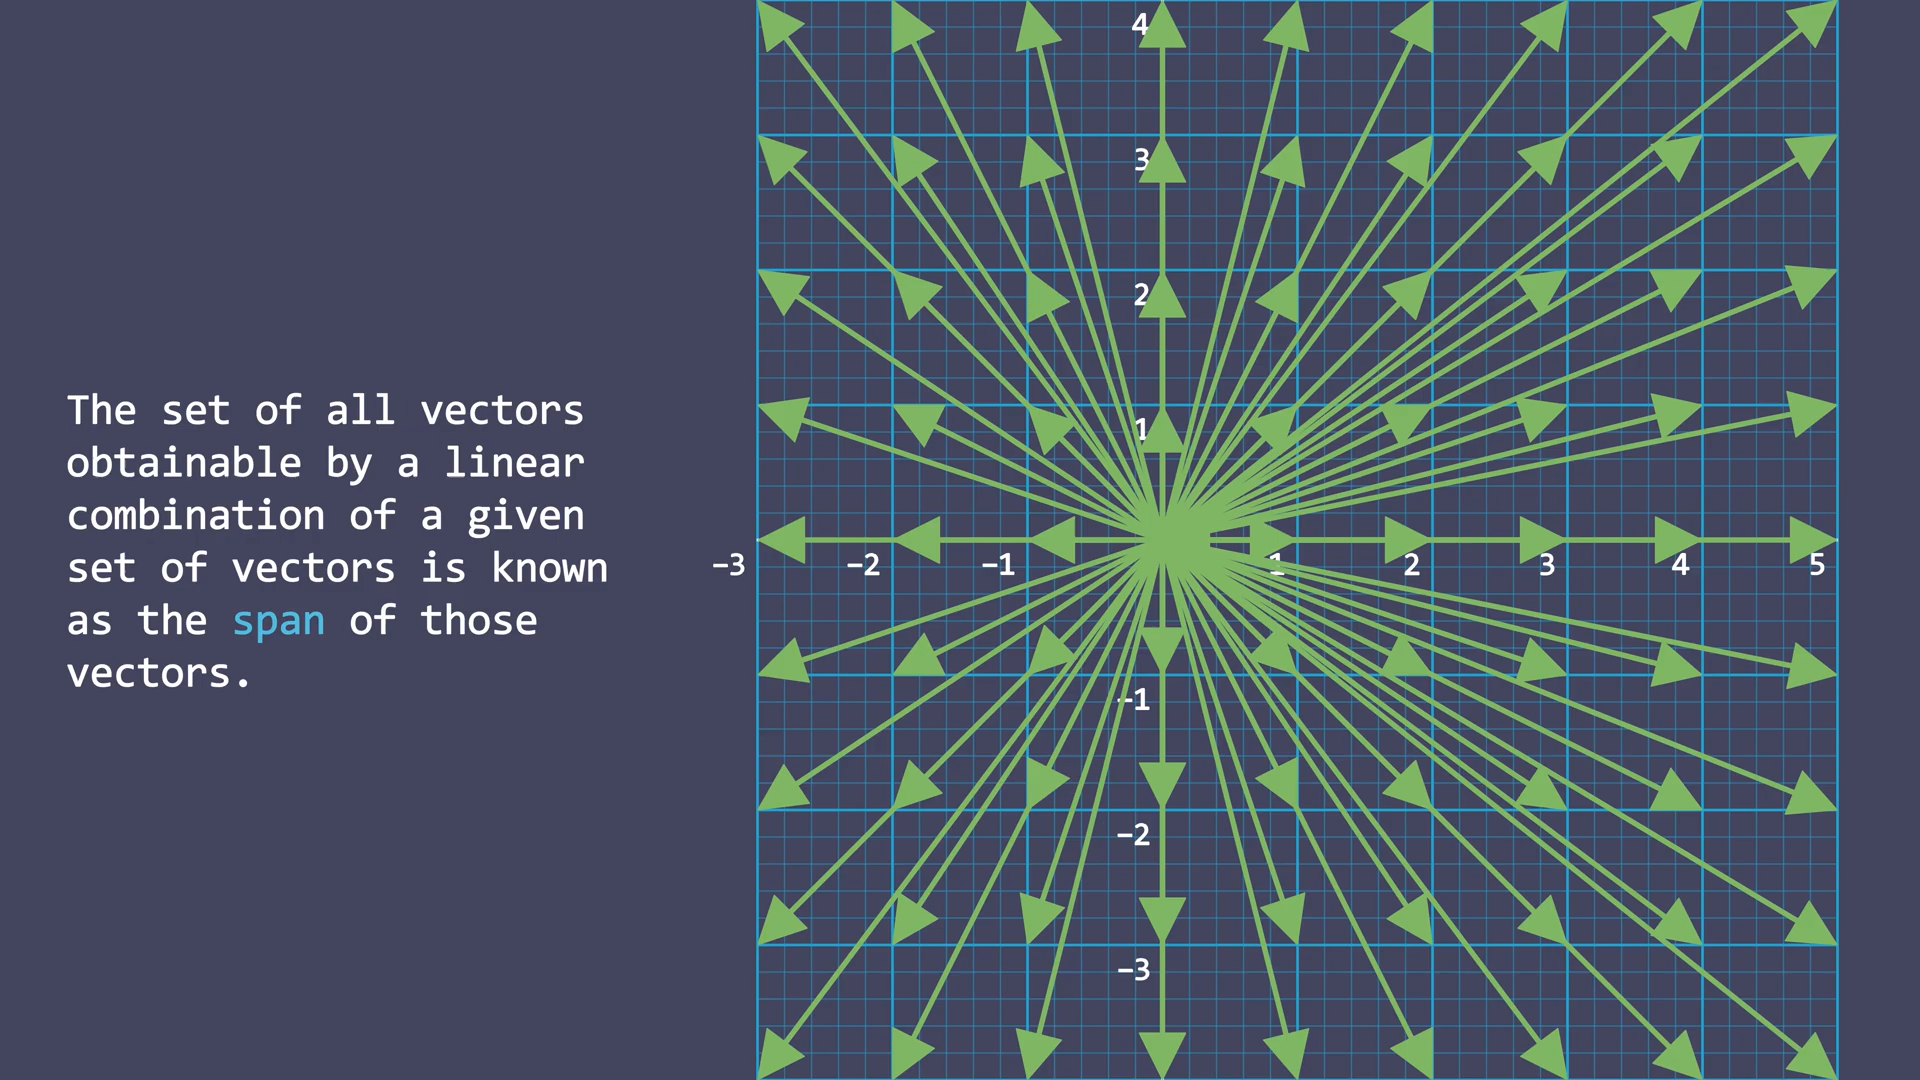 The set of all vectors
obtainable by a linear
combination of a given
set of vectors is known
as the span of those
vectors.
4
3
2
1
−3 −2 −1 1 2 3 4 5
−1
−2
−3